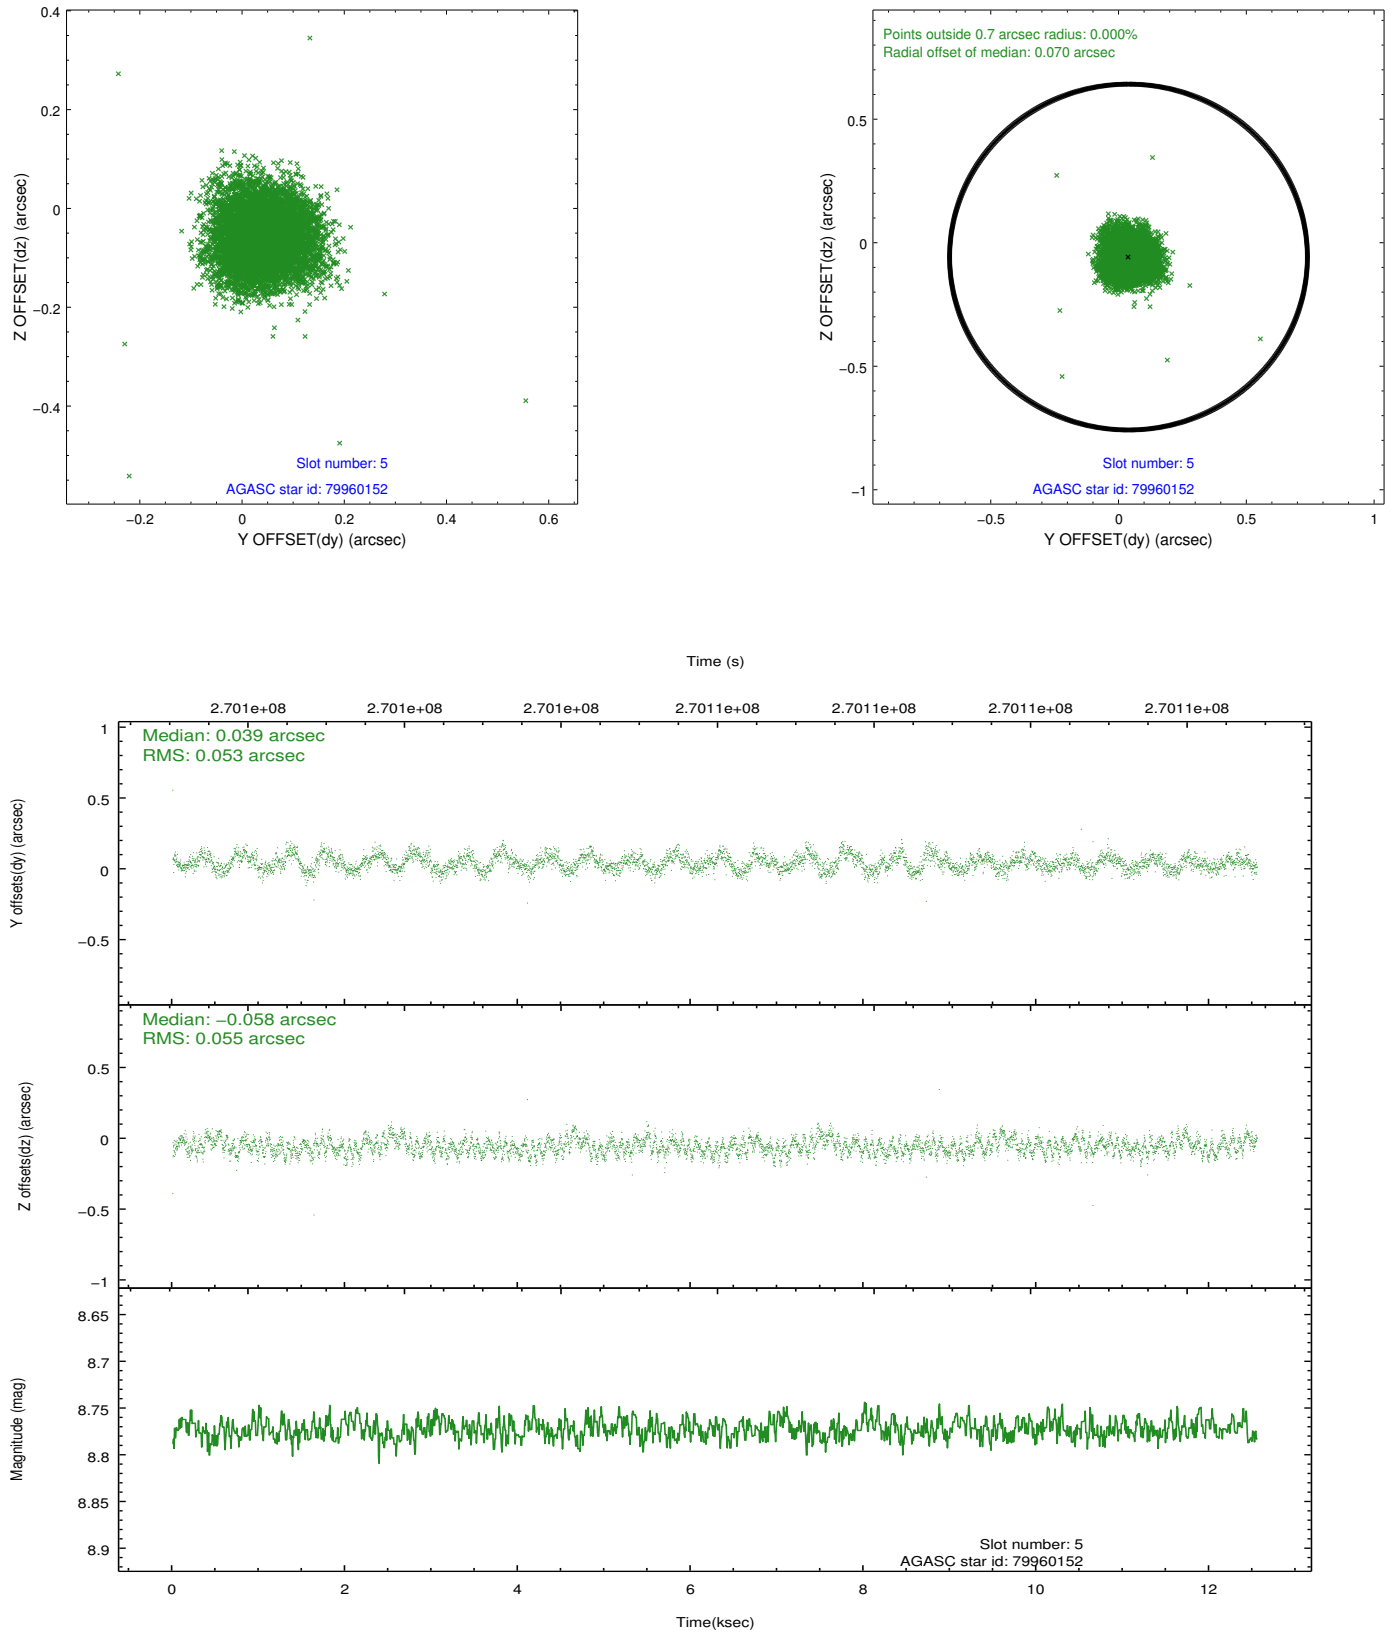 0.4
0.2
0
−0.2
−0.4
Z OFFSET(dz) (arcsec)
Slot number: 5
AGASC star id: 79960152
−0.2 0 0.2 0.4 0.6
Y OFFSET(dy) (arcsec)
Points outside 0.7 arcsec radius: 0.000%
Radial offset of median: 0.070 arcsec
0.5
0
−0.5
−1
Z OFFSET(dz) (arcsec)
Slot number: 5
AGASC star id: 79960152
−0.5 0 0.5 1
Y OFFSET(dy) (arcsec)
Time (s)
2.701e+08 2.701e+08 2.701e+08 2.7011e+08 2.7011e+08 2.7011e+08 2.7011e+08
Median: 0.039 arcsec
RMS: 0.053 arcsec
1
0.5
0
−0.5
Y offsets(dy) (arcsec)
Median: −0.058 arcsec
RMS: 0.055 arcsec
0.5
0
−0.5
−1
Z offsets(dz) (arcsec)
8.65
8.7
8.75
8.8
8.85
8.9
Magnitude (mag)
Slot number: 5
AGASC star id: 79960152
0 2 4 6 8 10 12
Time(ksec)